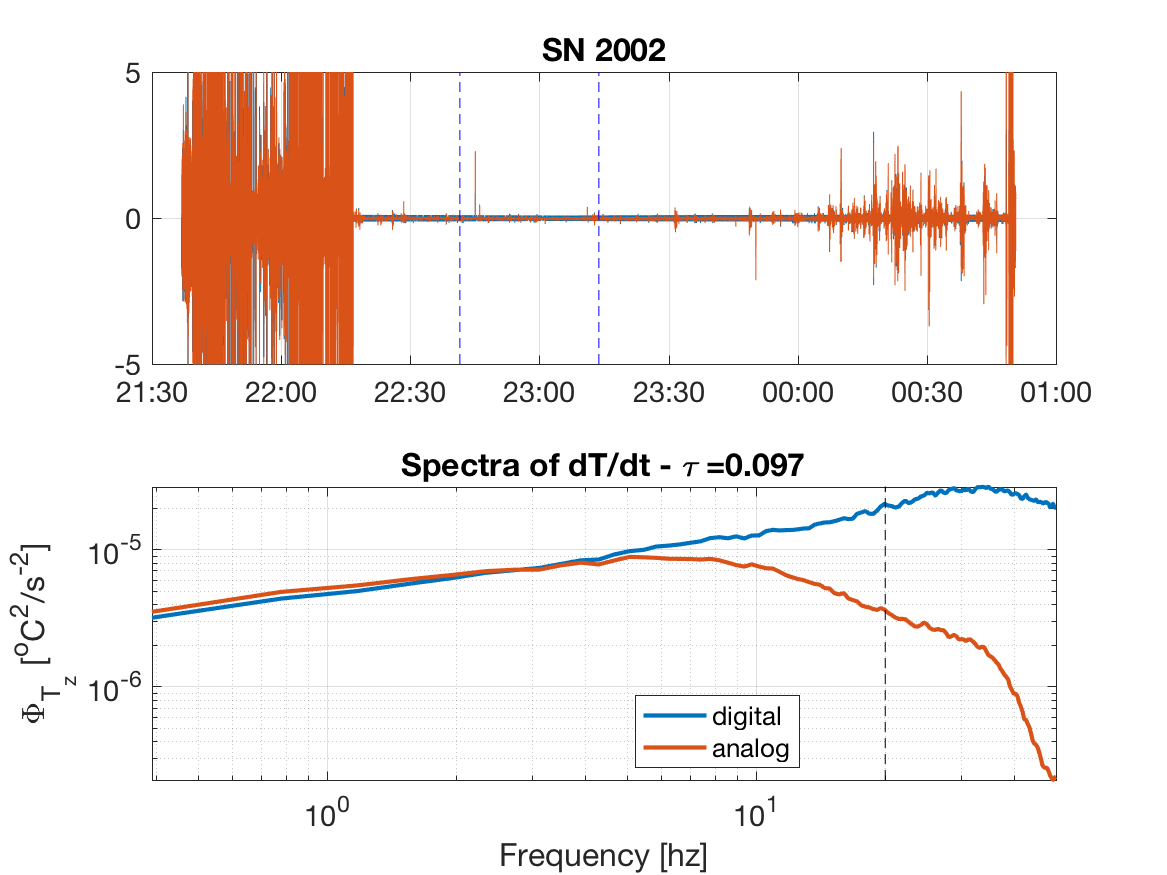 SN 2002
5
0
-5
21:30 22:00 22:30 23:00 23:30 00:00 00:30 01:00
Spectra of dT/dt - τ =0.097
Φ_{T_z} [°C²/s⁻²]
10⁻⁵
10⁻⁶
digital
analog
10⁰ 10¹
Frequency [hz]